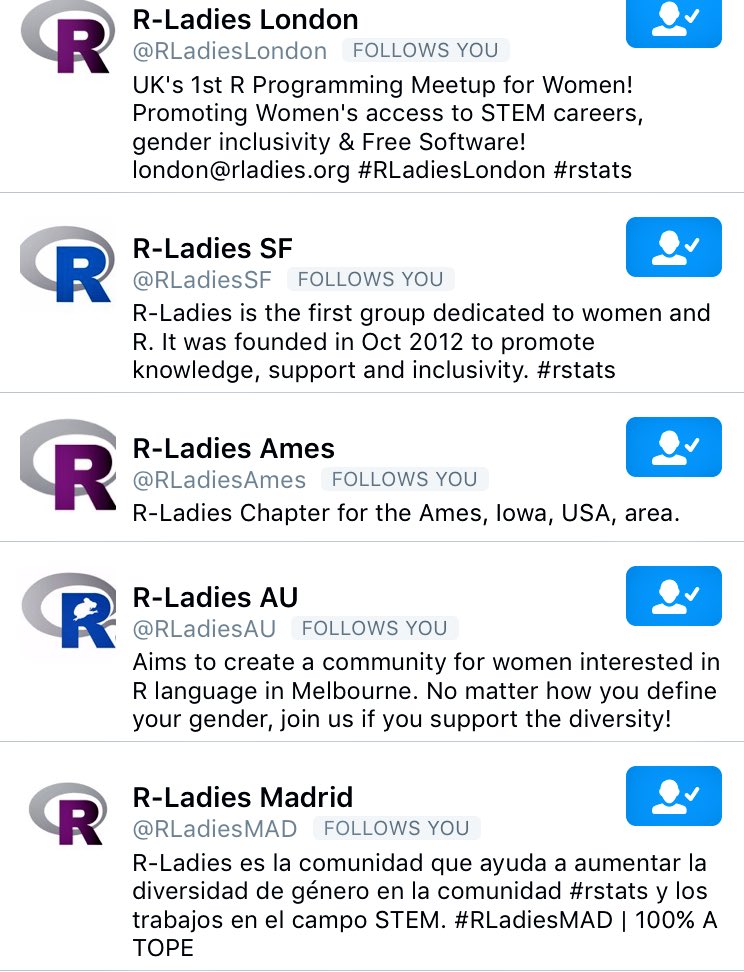 R-Ladies London
@RLadiesLondon FOLLOWS YOU
UK's 1st R Programming Meetup for Women!
Promoting Women's access to STEM careers,
gender inclusivity & Free Software!
london@rladies.org #RLadiesLondon #rstats
R-Ladies SF
@RLadiesSF FOLLOWS YOU
R-Ladies is the first group dedicated to women and
R. It was founded in Oct 2012 to promote
knowledge, support and inclusivity. #rstats
R-Ladies Ames
@RLadiesAmes FOLLOWS YOU
R-Ladies Chapter for the Ames, Iowa, USA, area.
R-Ladies AU
@RLadiesAU FOLLOWS YOU
Aims to create a community for women interested in
R language in Melbourne. No matter how you define
your gender, join us if you support the diversity!
R-Ladies Madrid
@RLadiesMAD FOLLOWS YOU
R-Ladies es la comunidad que ayuda a aumentar la
diversidad de género en la comunidad #rstats y los
trabajos en el campo STEM. #RLadiesMAD | 100% A
TOPE